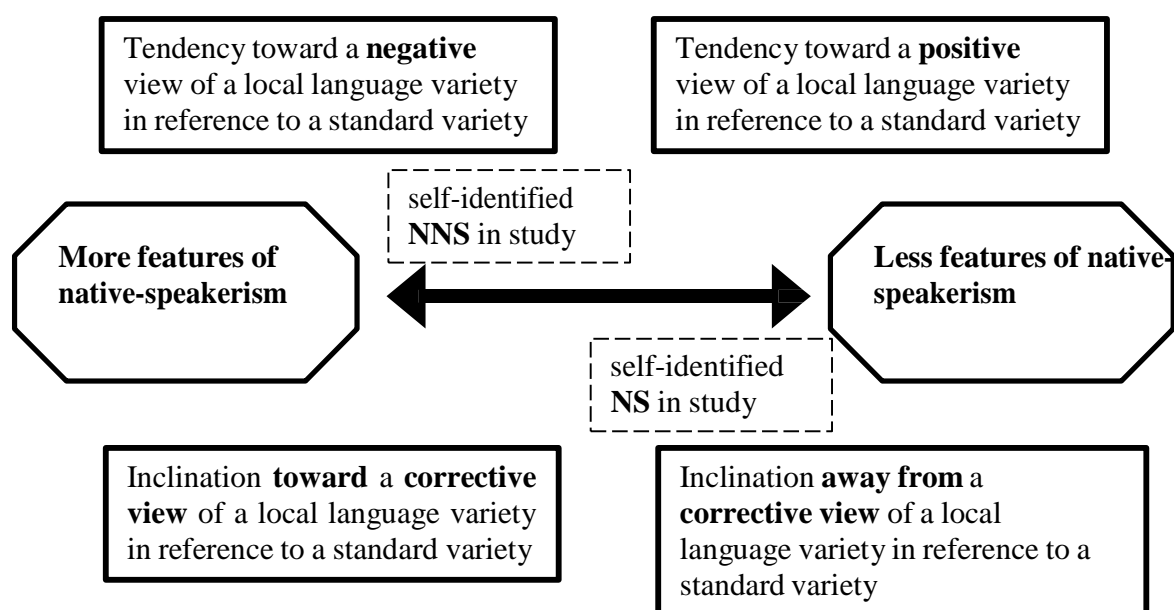 Tendency toward a negative
view of a local language variety
in reference to a standard variety
Tendency toward a positive
view of a local language variety
in reference to a standard variety
self-identified
NNS in study
More features of
native-speakerism
Less features of native-
speakerism
self-identified
NS in study
Inclination toward a corrective
view of a local language variety
in reference to a standard variety
Inclination away from a
corrective view of a local
language variety in reference to a
standard variety